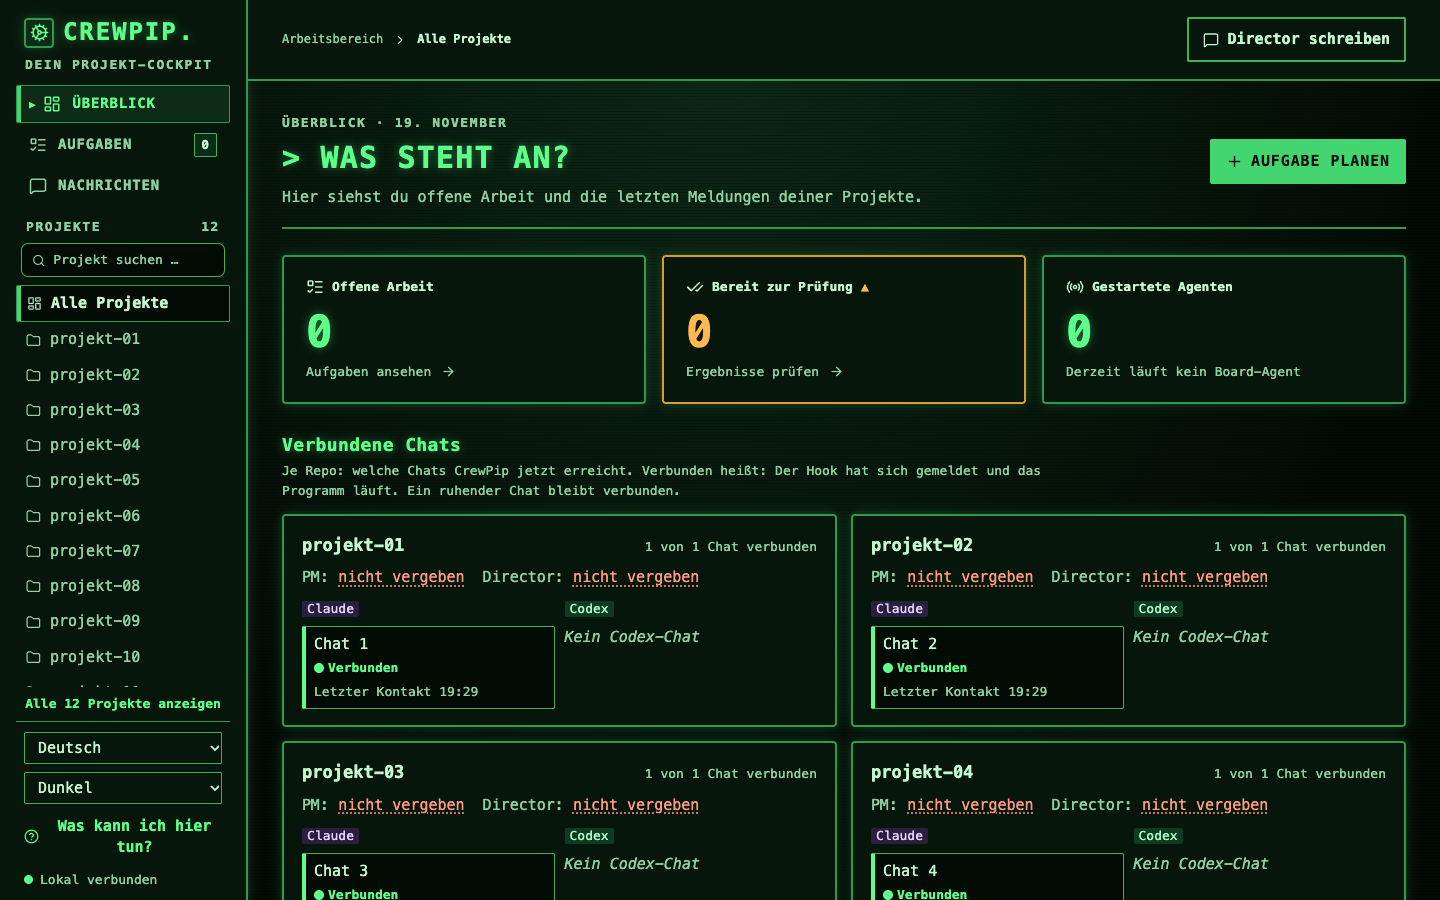 CREWPIP.
DEIN PROJEKT-COCKPIT
ÜBERBLICK
AUFGABEN 0
NACHRICHTEN
PROJEKTE 12
Projekt suchen …
Alle Projekte
projekt-01
projekt-02
projekt-03
projekt-04
projekt-05
projekt-06
projekt-07
projekt-08
projekt-09
projekt-10
Alle 12 Projekte anzeigen
Deutsch
Dunkel
Was kann ich hier
tun?
Lokal verbunden
Arbeitsbereich > Alle Projekte
Director schreiben
ÜBERBLICK · 19. NOVEMBER
> WAS STEHT AN?
Hier siehst du offene Arbeit und die letzten Meldungen deiner Projekte.
+ AUFGABE PLANEN
Offene Arbeit
0
Aufgaben ansehen →
Bereit zur Prüfung ▲
0
Ergebnisse prüfen →
Gestartete Agenten
0
Derzeit läuft kein Board-Agent
Verbundene Chats
Je Repo: welche Chats CrewPip jetzt erreicht. Verbunden heißt: Der Hook hat sich gemeldet und das
Programm läuft. Ein ruhender Chat bleibt verbunden.
projekt-01 1 von 1 Chat verbunden
PM: nicht vergeben Director: nicht vergeben
Claude Codex
Chat 1 Kein Codex-Chat
Verbunden
Letzter Kontakt 19:29
projekt-02 1 von 1 Chat verbunden
PM: nicht vergeben Director: nicht vergeben
Claude Codex
Chat 2 Kein Codex-Chat
Verbunden
Letzter Kontakt 19:29
projekt-03 1 von 1 Chat verbunden
PM: nicht vergeben Director: nicht vergeben
Claude Codex
Chat 3 Kein Codex-Chat
Verbunden
projekt-04 1 von 1 Chat verbunden
PM: nicht vergeben Director: nicht vergeben
Claude Codex
Chat 4 Kein Codex-Chat
Verbunden